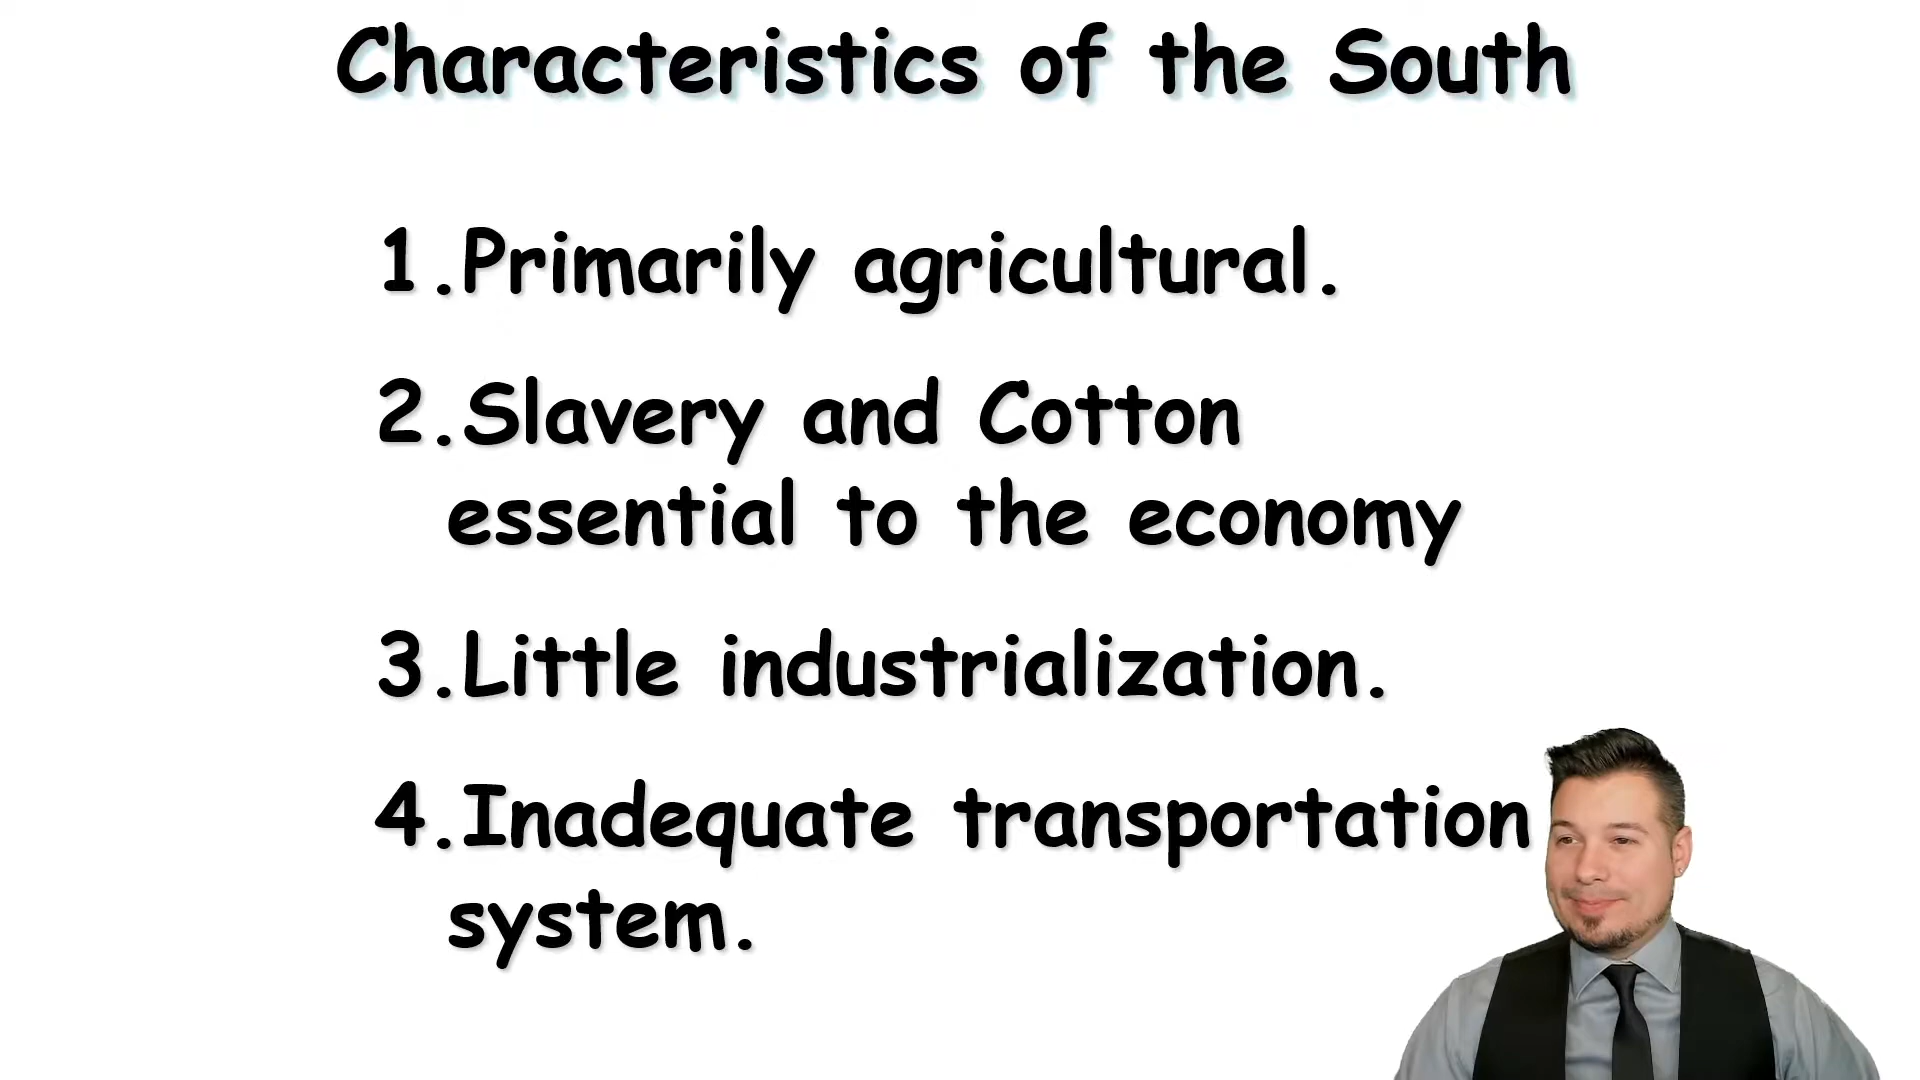 Characteristics of the South
1.Primarily agricultural.
2.Slavery and Cotton
essential to the economy
3.Little industrialization.
4.Inadequate transportation
system.